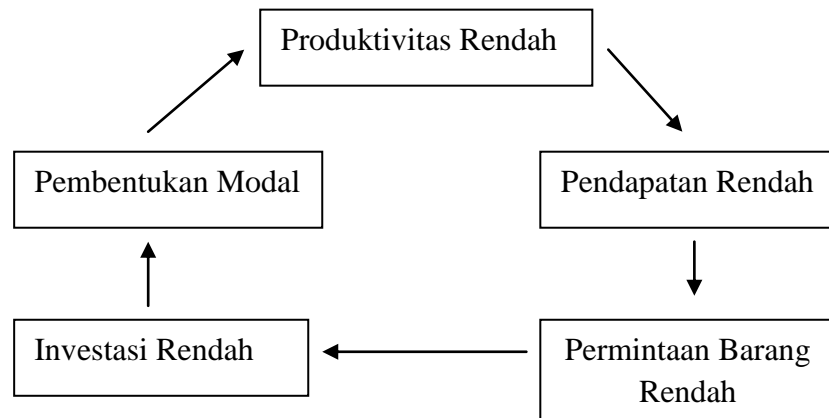 Produktivitas Rendah
Pembentukan Modal
Pendapatan Rendah
Investasi Rendah
Permintaan Barang
Rendah